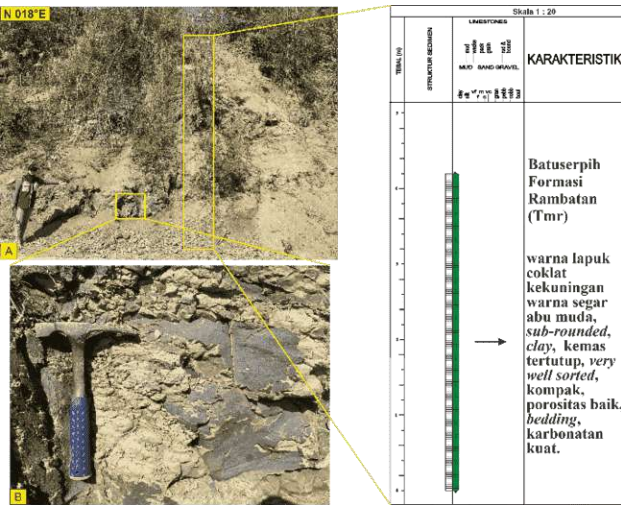 N 018°E
A
B
Skala 1 : 20
LIMESTONES
TEBAL (m)
STRUKTUR SEDIMEN
MUD SAND GRAVEL
KARAKTERISTIK
Batuserpih
Formasi
Rambatan
(Tmr)
warna lapuk
coklat
kekuningan
warna segar
abu muda,
sub-rounded,
clay, kemas
tertutup, very
well sorted,
kompak,
porositas baik,
bedding,
karbonatan
kuat.